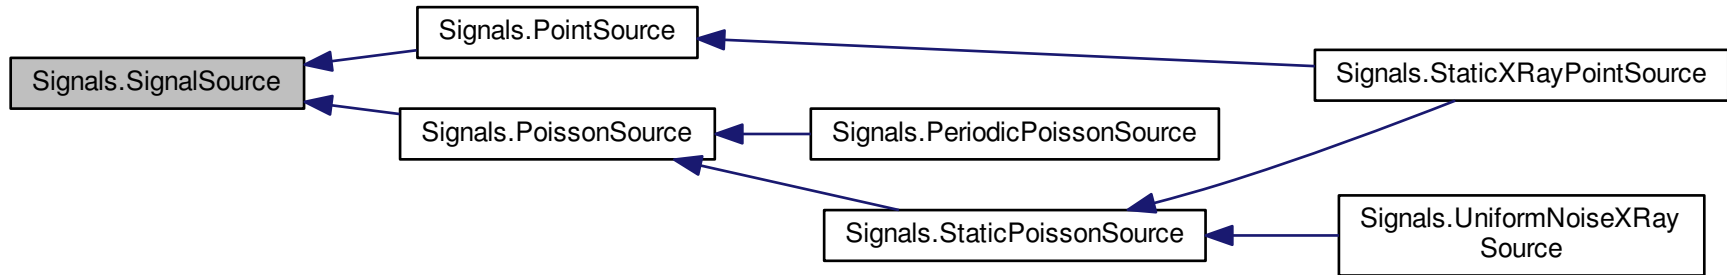 Signals.SignalSource
Signals.PointSource
Signals.PoissonSource
Signals.PeriodicPoissonSource
Signals.StaticPoissonSource
Signals.StaticXRayPointSource
Signals.UniformNoiseXRay
Source